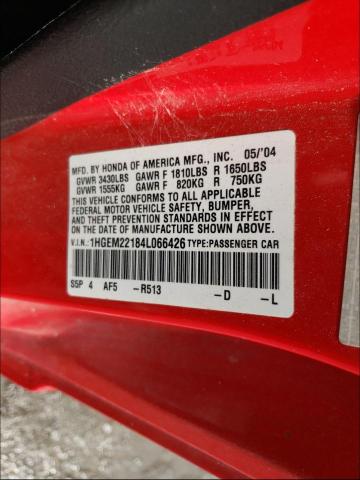 MFD. BY HONDA OF AMERICA MFG., INC. 05/'04
GVWR 3430LBS GAWR F 1810LBS R 1650LBS
GVWR 1555KG GAWR F 820KG R 750KG
THIS VEHICLE CONFORMS TO ALL APPLICABLE
FEDERAL MOTOR VEHICLE SAFETY, BUMPER,
AND THEFT PREVENTION STANDARDS IN EFFECT
ON THE DATE OF MANUFACTURE SHOWN ABOVE.
V.I.N.: 1HGEM22184L066426 TYPE:PASSENGER CAR
S5P 4 AF5 -R513 -D -L